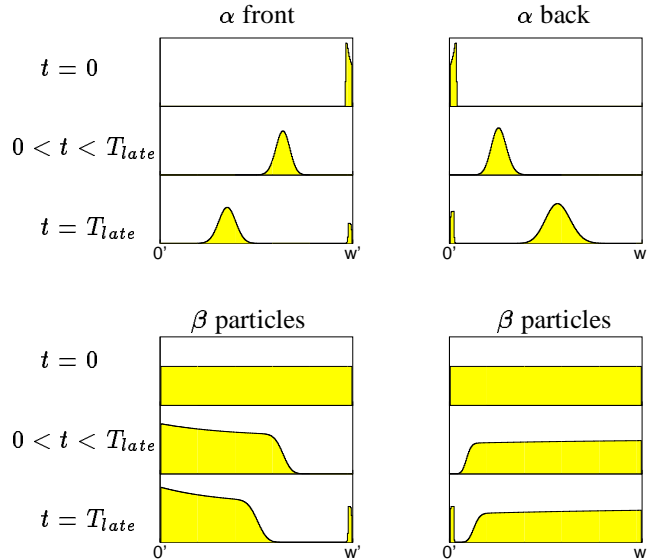 α front α back
t = 0
0 < t < T_late
t = T_late
0' w' 0' w
β particles β particles
t = 0
0 < t < T_late
t = T_late
0' w' 0' w'